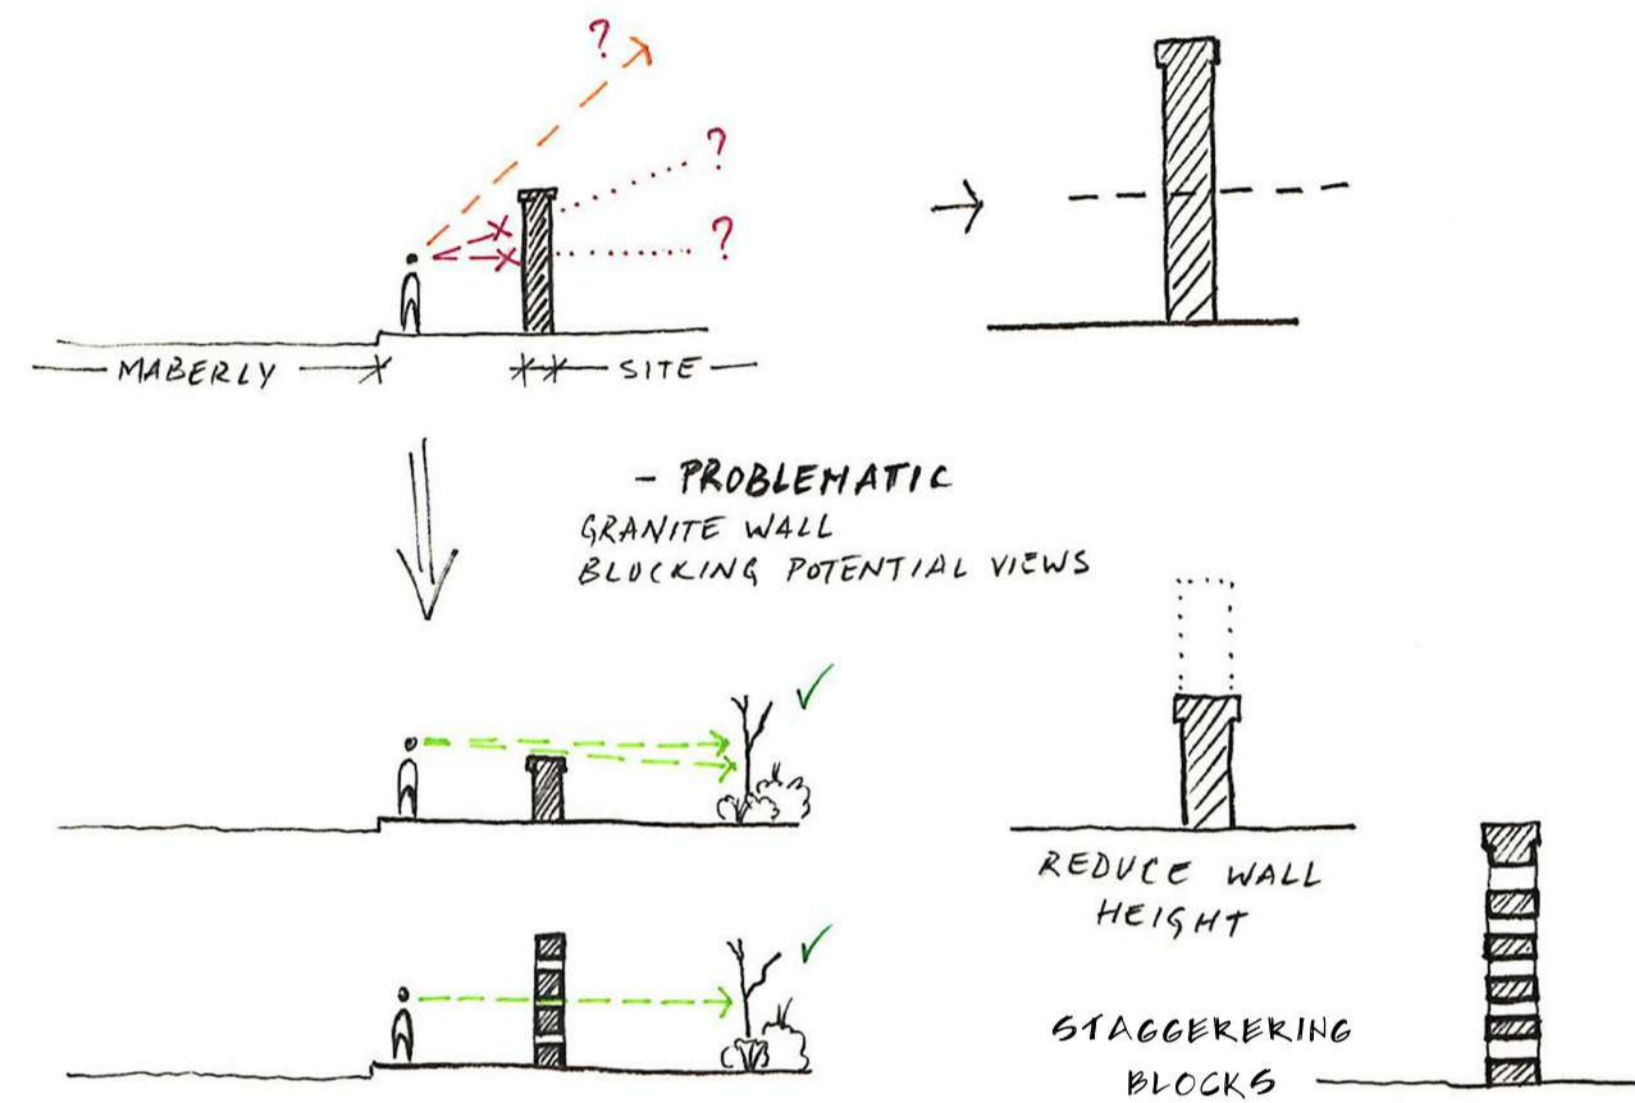 ?
?
?
MABERLY
SITE
- PROBLEMATIC
GRANITE WALL
BLOCKING POTENTIAL VIEWS
REDUCE WALL
HEIGHT
STAGGERERING
BLOCKS